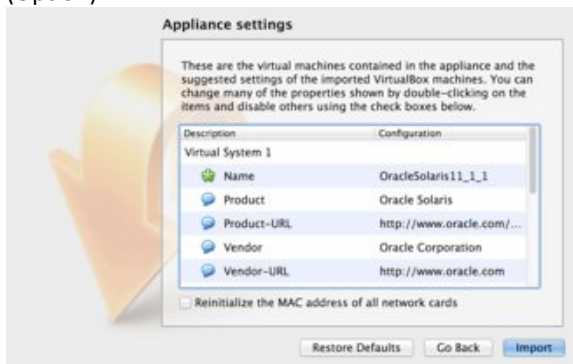 Appliance settings
These are the virtual machines contained in the appliance and the
suggested settings of the imported VirtualBox machines. You can
change many of the properties shown by double-clicking on the
items and disable others using the check boxes below.
Description Configuration
Virtual System 1
Name OracleSolaris11_1_1
Product Oracle Solaris
Product-URL http://www.oracle.com/...
Vendor Oracle Corporation
Vendor-URL http://www.oracle.com
Reinitialize the MAC address of all network cards
Restore Defaults Go Back Import